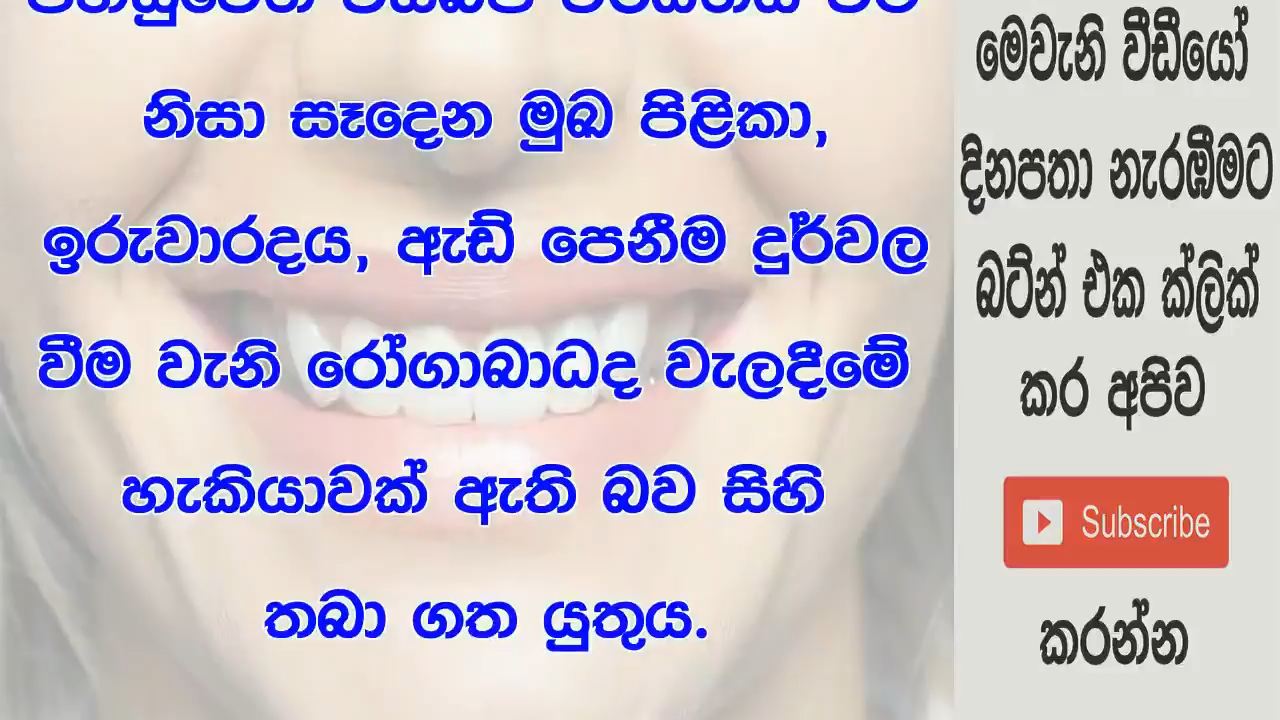 නිසා සෑදෙන මුඛ පිළිකා,
ඉරුවාරදය, ඇඩ් පෙනීම දුර්වල
වීම වැනි රෝගාබාධද වැලදීමේ
හැකියාවක් ඇති බව සිහි
තබා ගත යුතුය.
මෙවැනි වීඩීයෝ
දිනපතා නැරඹීමට
බටින් එක ක්ලික්
කර අපිව
Subscribe
කරන්න